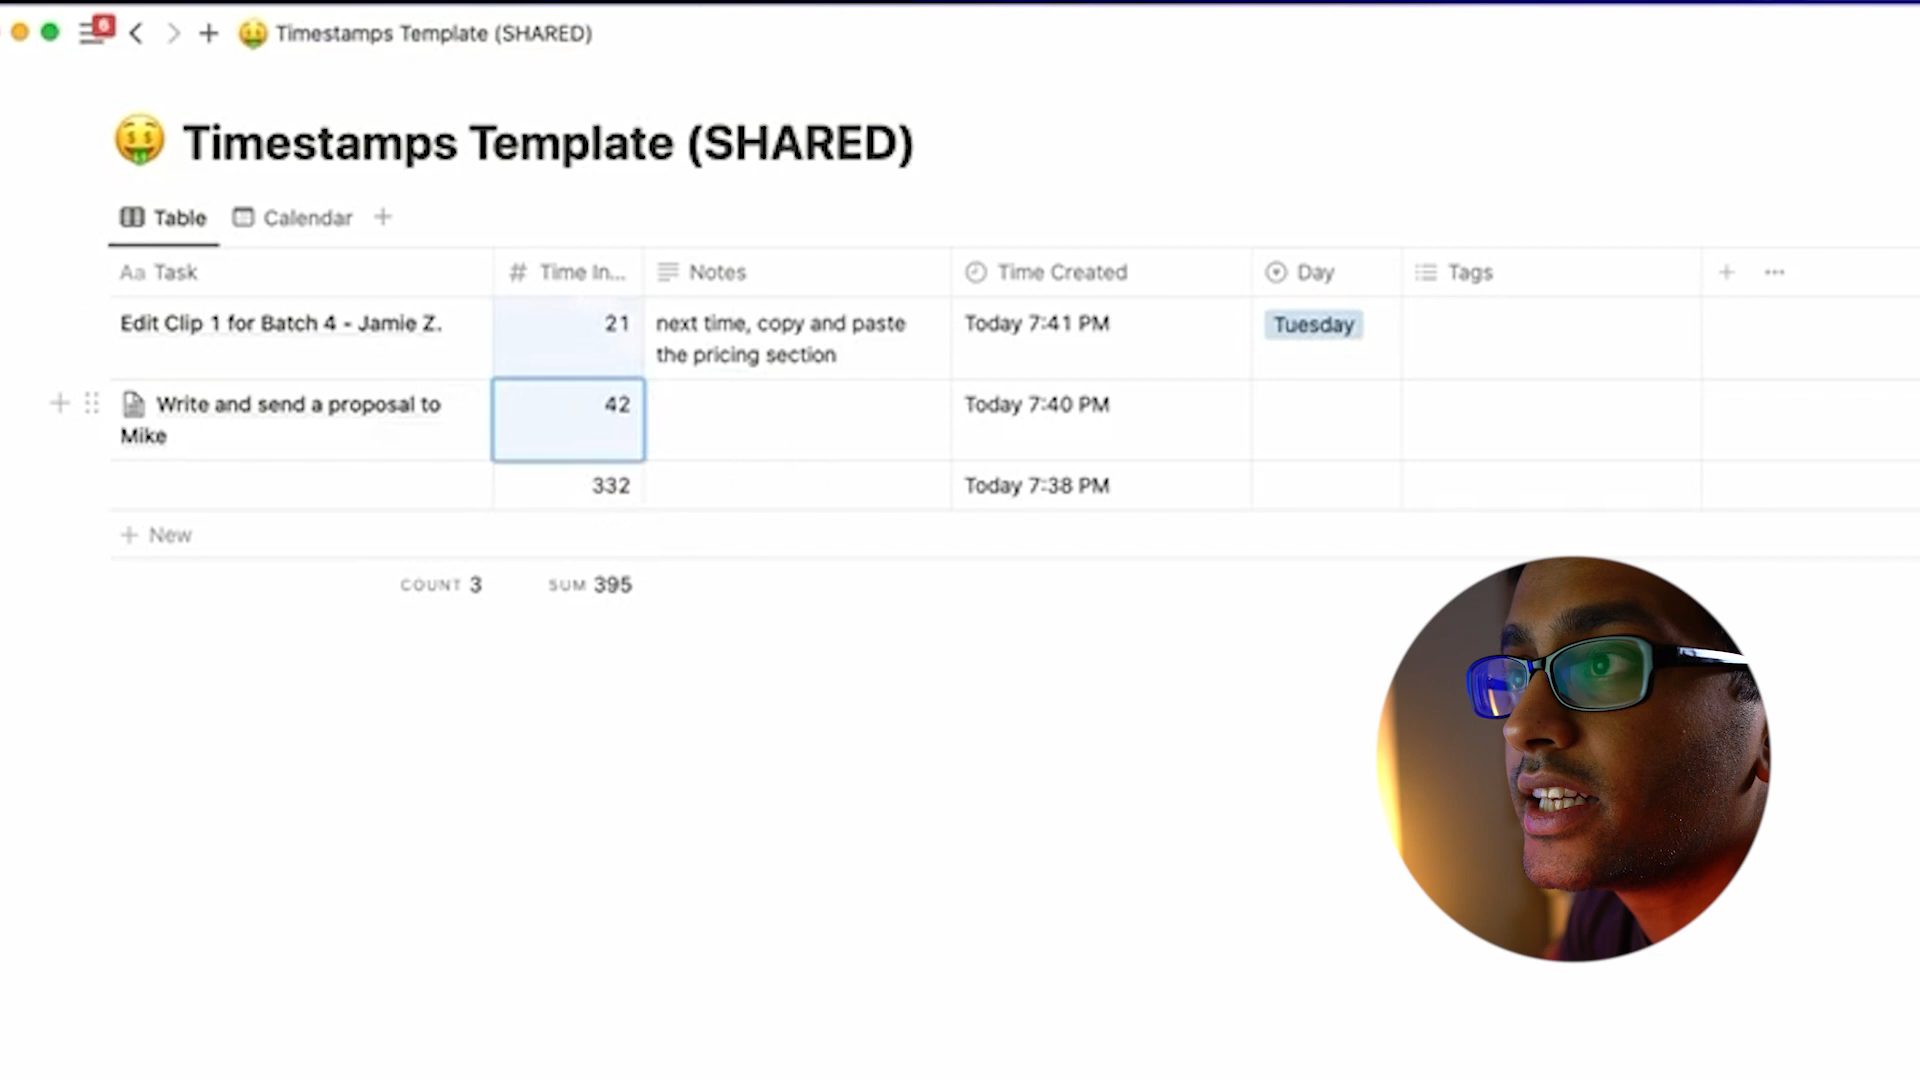 6
Timestamps Template (SHARED)
Timestamps Template (SHARED)
Table Calendar
Aa Task # Time In... Notes Time Created Day Tags
Edit Clip 1 for Batch 4 - Jamie Z. 21 next time, copy and paste Today 7:41 PM Tuesday
the pricing section
Write and send a proposal to 42 Today 7:40 PM
Mike
332 Today 7:38 PM
+ New
COUNT 3 SUM 395